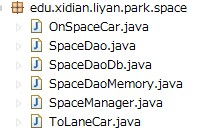 edu.xidian.liyan.park.space
OnSpaceCar.java
SpaceDao.java
SpaceDaoDb.java
SpaceDaoMemory.java
SpaceManager.java
ToLaneCar.java